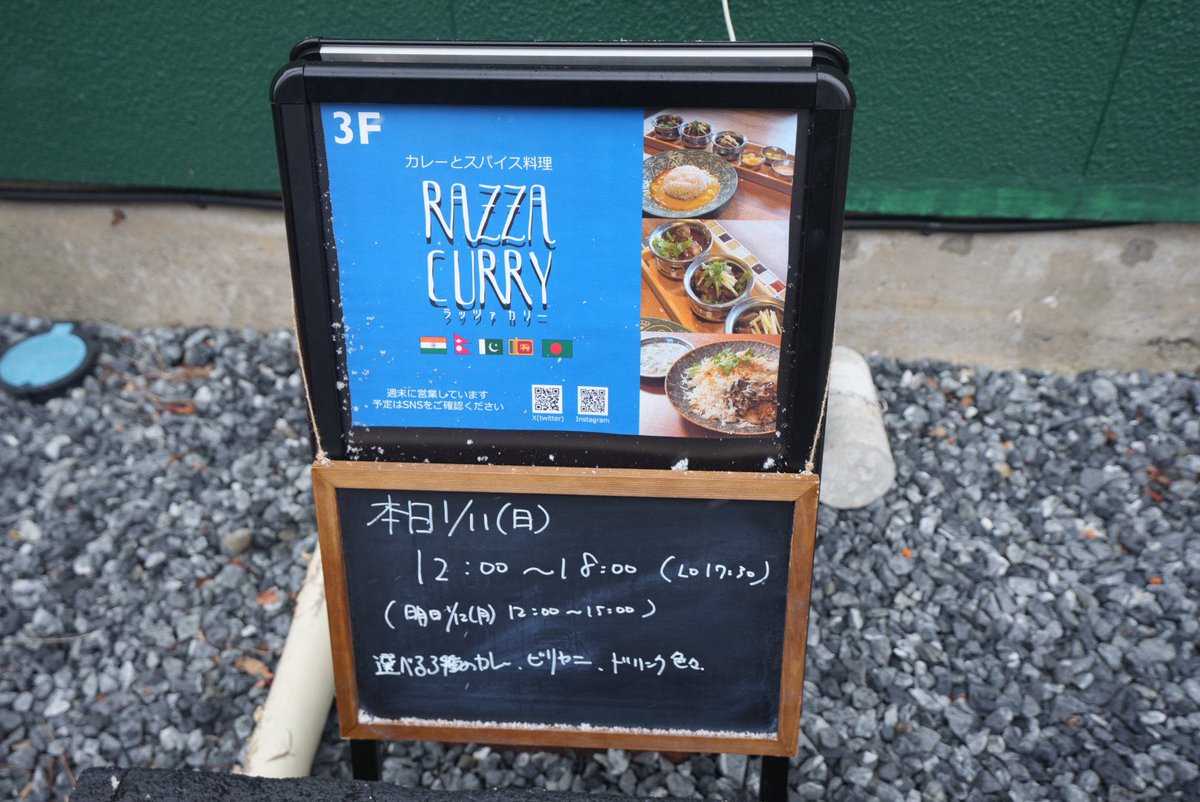 3F
カレーとスパイス料理
RAZZA
CURRY
ラッツァカリー
週末に営業しています
予定はSNSをご確認ください
X(twitter)
Instagram
本日1/11(日)
12:00〜18:00 (LO17:30)
(明日1/12(月) 12:00〜15:00)
選べる3種のカレー、ビリヤニ、ドリンク色々